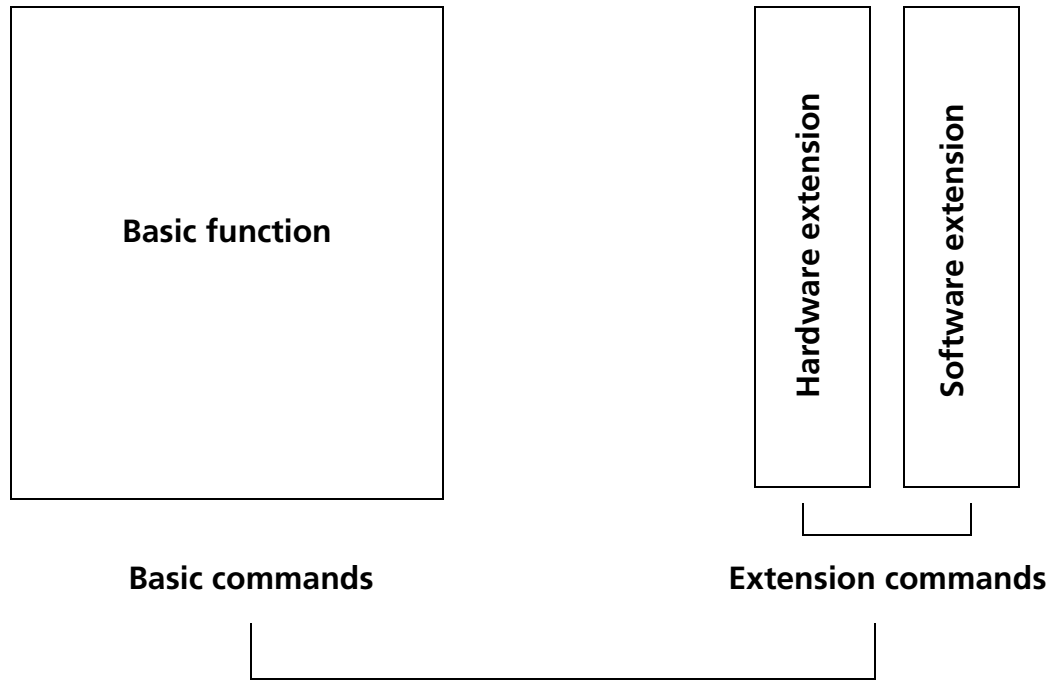 Basic function
Hardware extension
Software extension
Basic commands
Extension commands